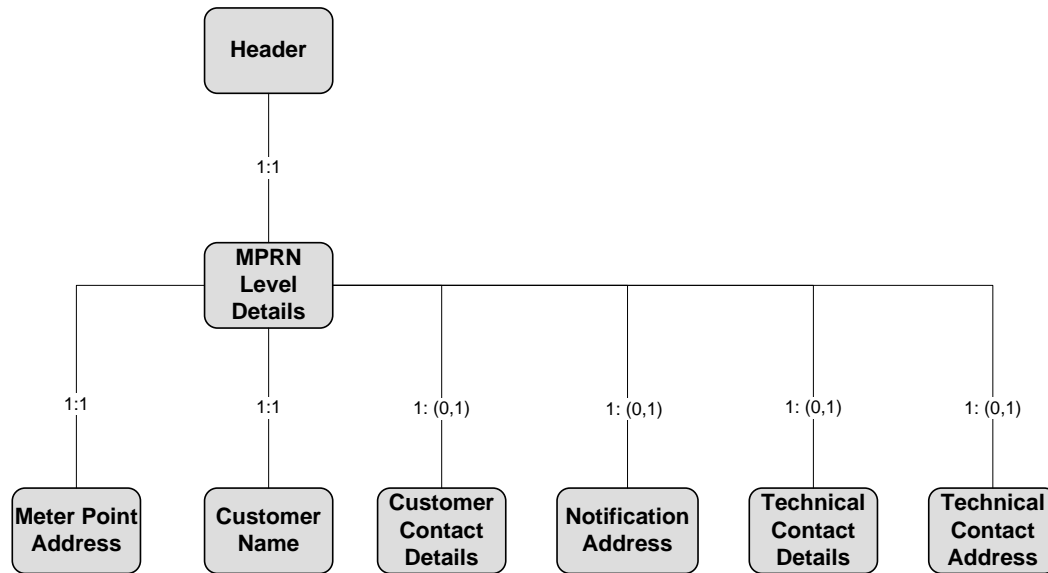 Header
1:1
MPRN
Level
Details
1:1
1:1
1: (0,1)
1: (0,1)
1: (0,1)
1: (0,1)
Meter Point
Address
Customer
Name
Customer
Contact
Details
Notification
Address
Technical
Contact
Details
Technical
Contact
Address